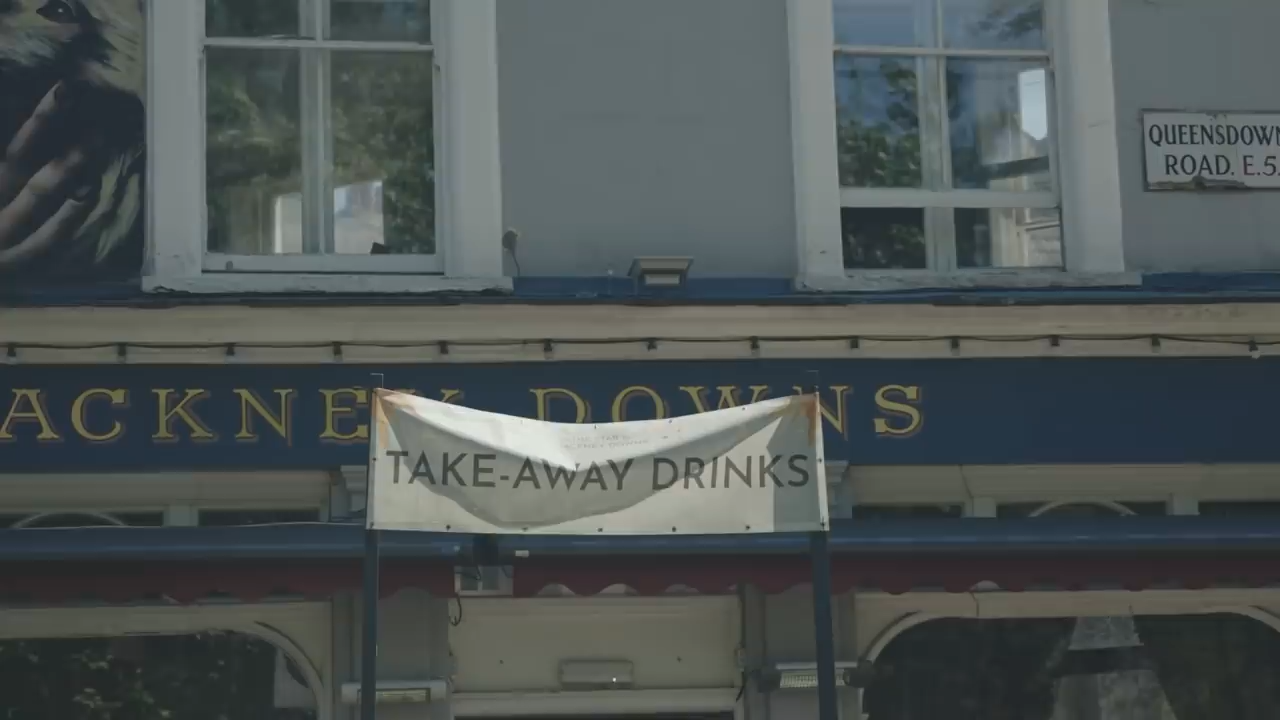 QUEENSDOWN
ROAD. E.5.
ACKNEY DOWNS
TAKE-AWAY DRINKS